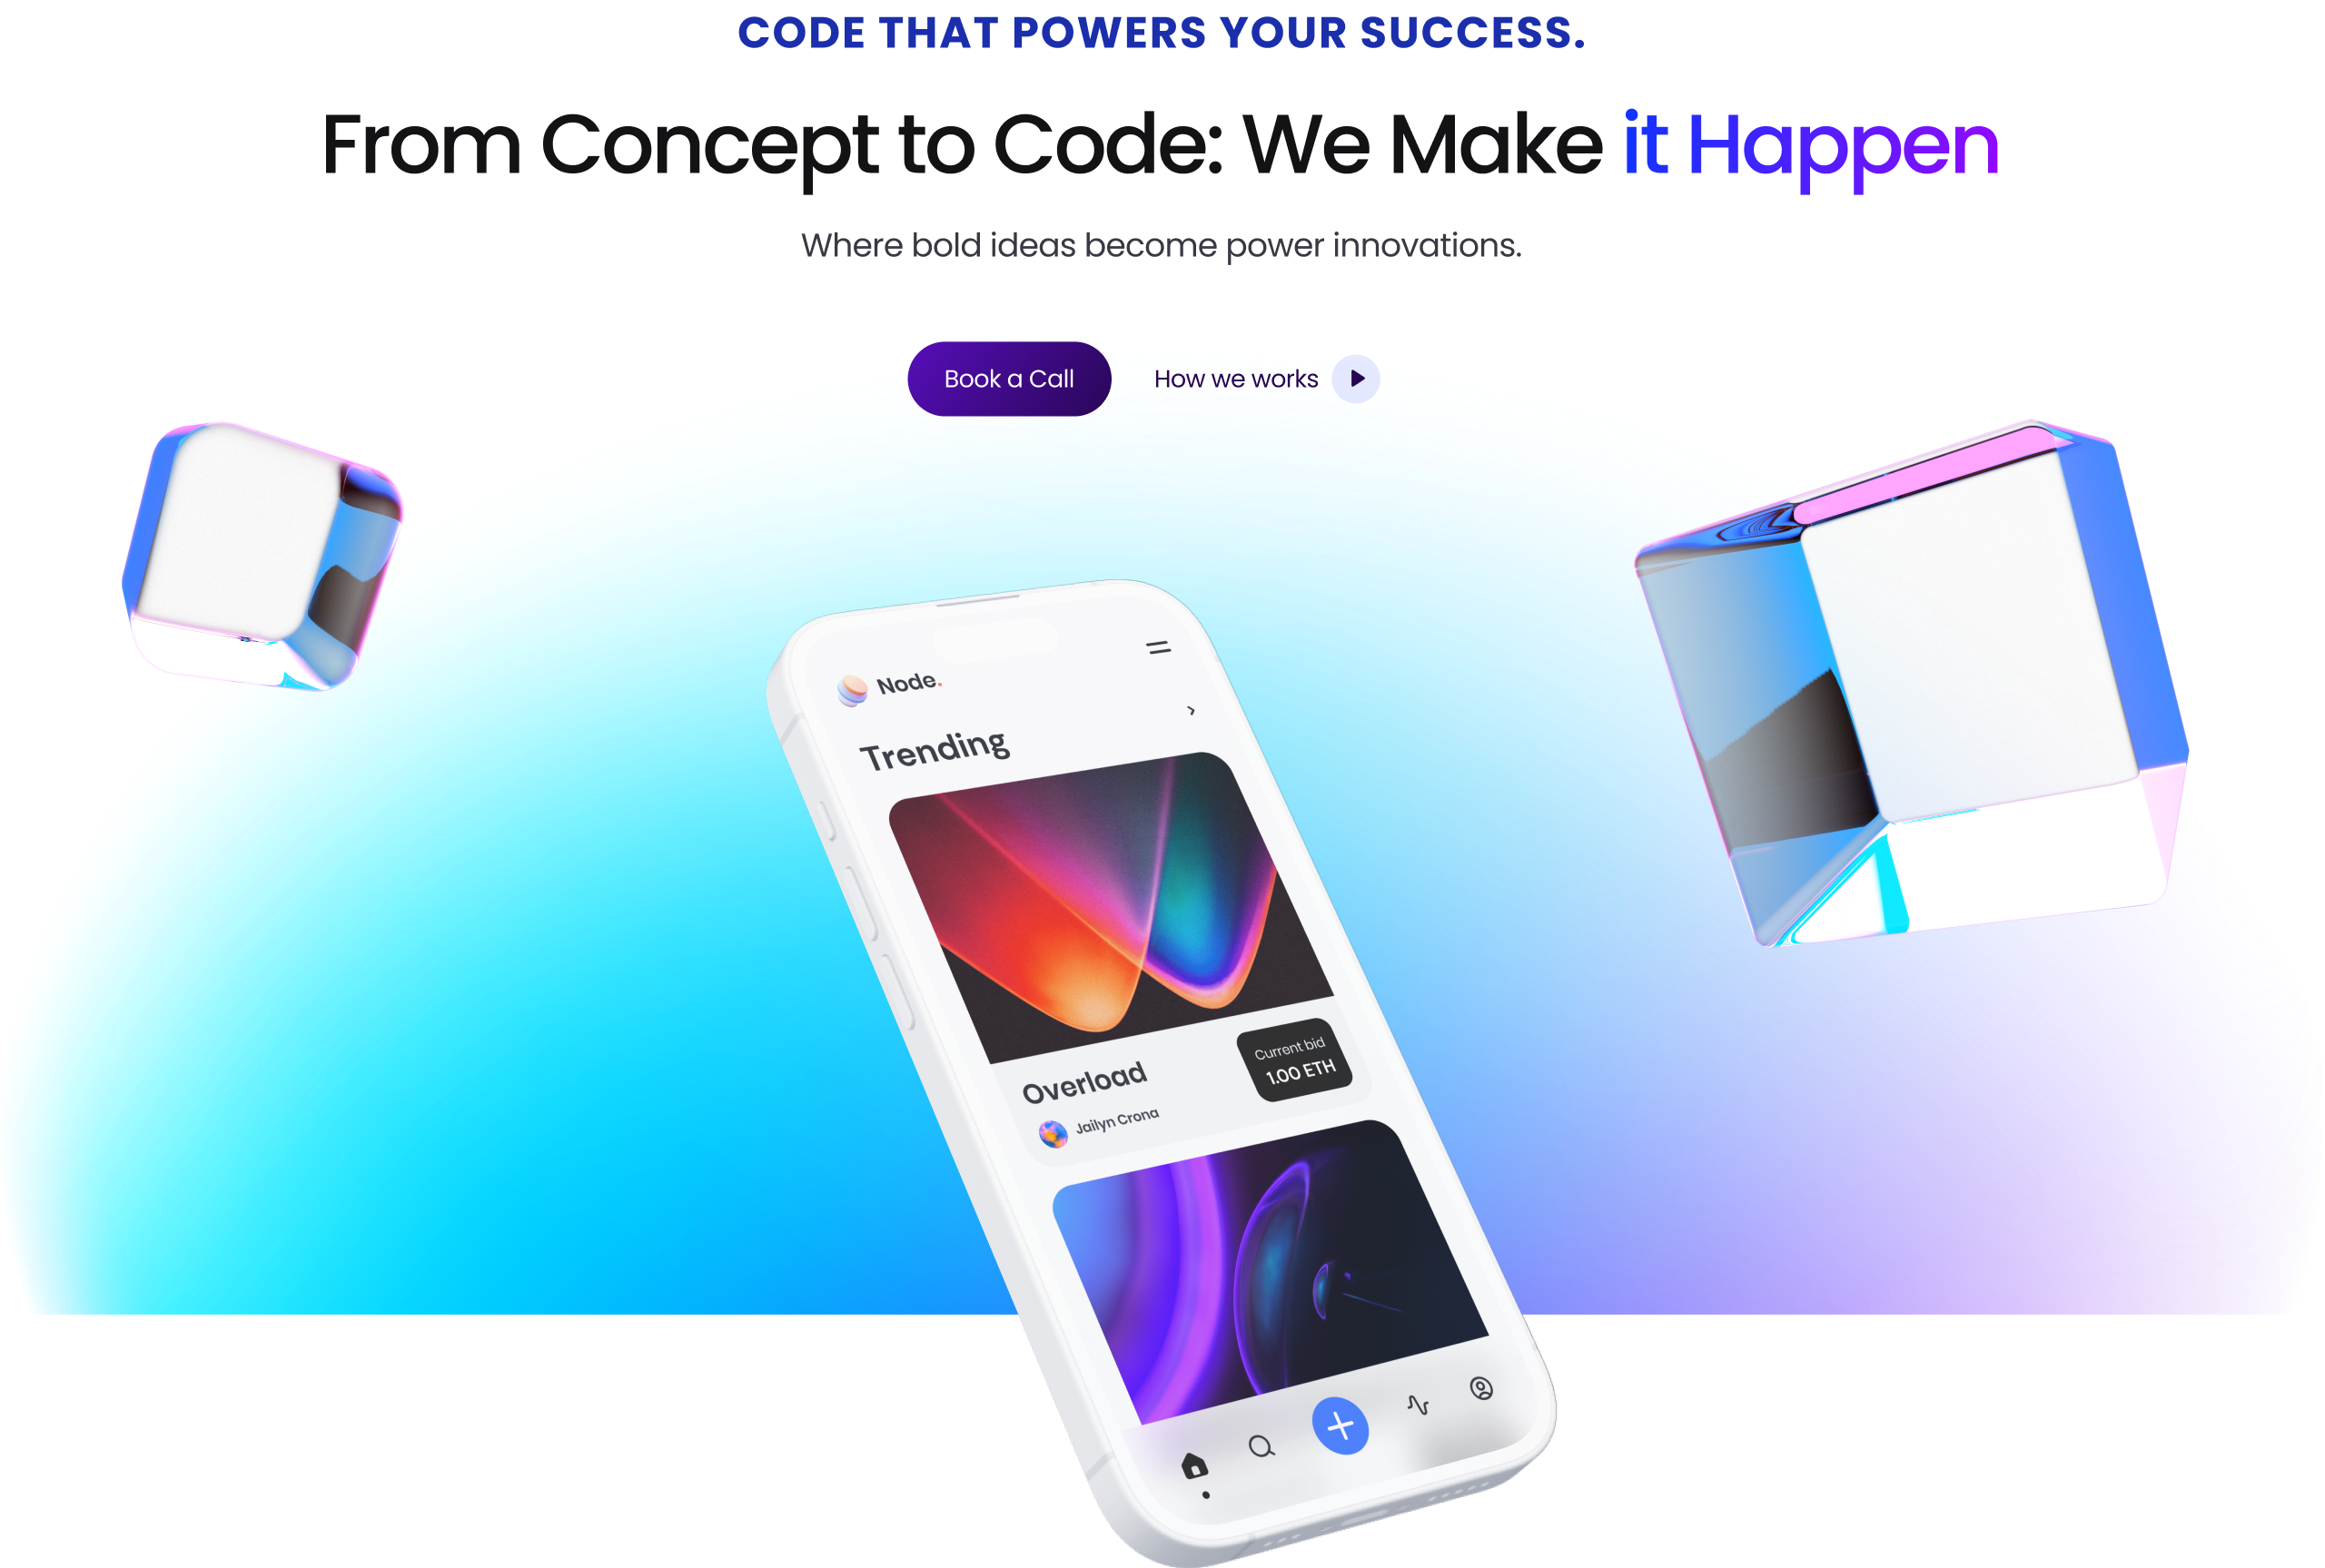 CODE THAT POWERS YOUR SUCCESS.
From Concept to Code: We Make it Happen
Where bold ideas become power innovations.
Book a Call
How we works
Node.
Trending
Overload
Jailyn Crona
Current bid
1.00 ETH